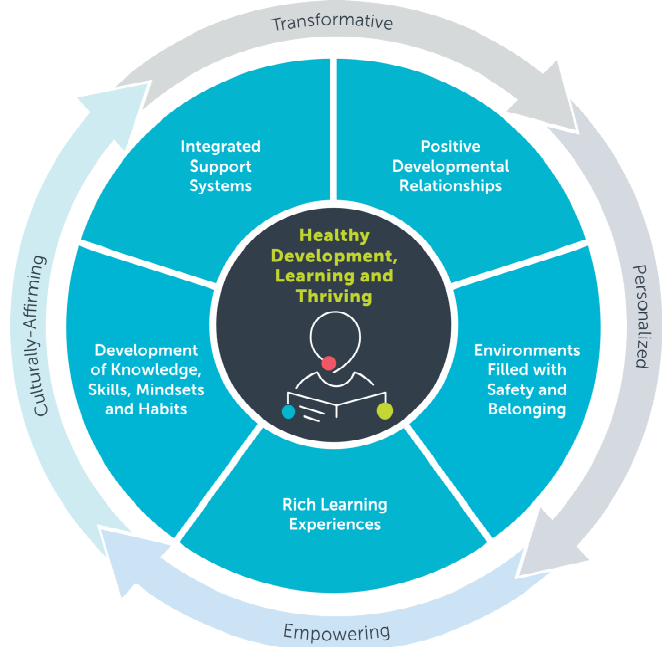 Transformative
Integrated
Support
Systems
Positive
Developmental
Relationships
Healthy
Development,
Learning and
Thriving
Culturally-Affirming
Personalized
Development
of Knowledge,
Skills, Mindsets
and Habits
Environments
Filled with
Safety and
Belonging
Rich Learning
Experiences
Empowering